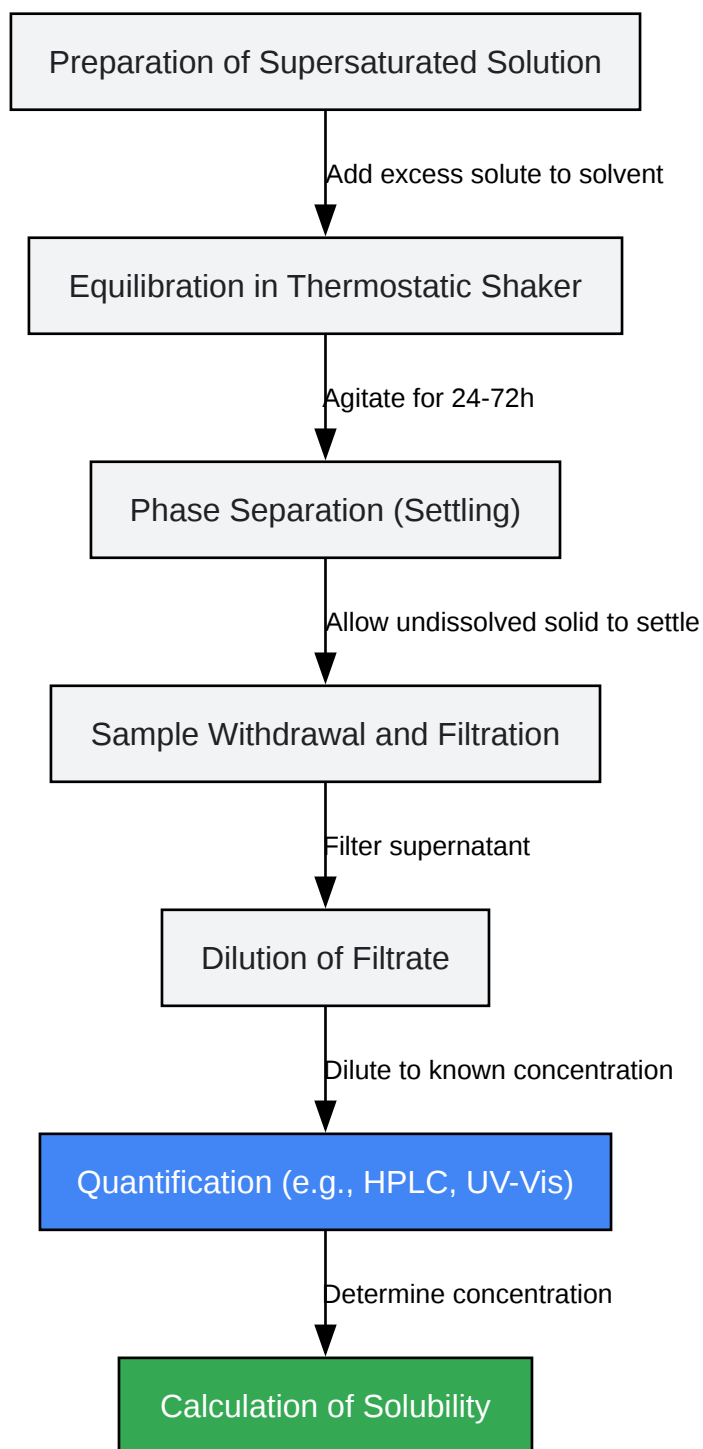 Preparation of Supersaturated Solution
Add excess solute to solvent
Equilibration in Thermostatic Shaker
Agitate for 24-72h
Phase Separation (Settling)
Allow undissolved solid to settle
Sample Withdrawal and Filtration
Filter supernatant
Dilution of Filtrate
Dilute to known concentration
Quantification (e.g., HPLC, UV-Vis)
Determine concentration
Calculation of Solubility